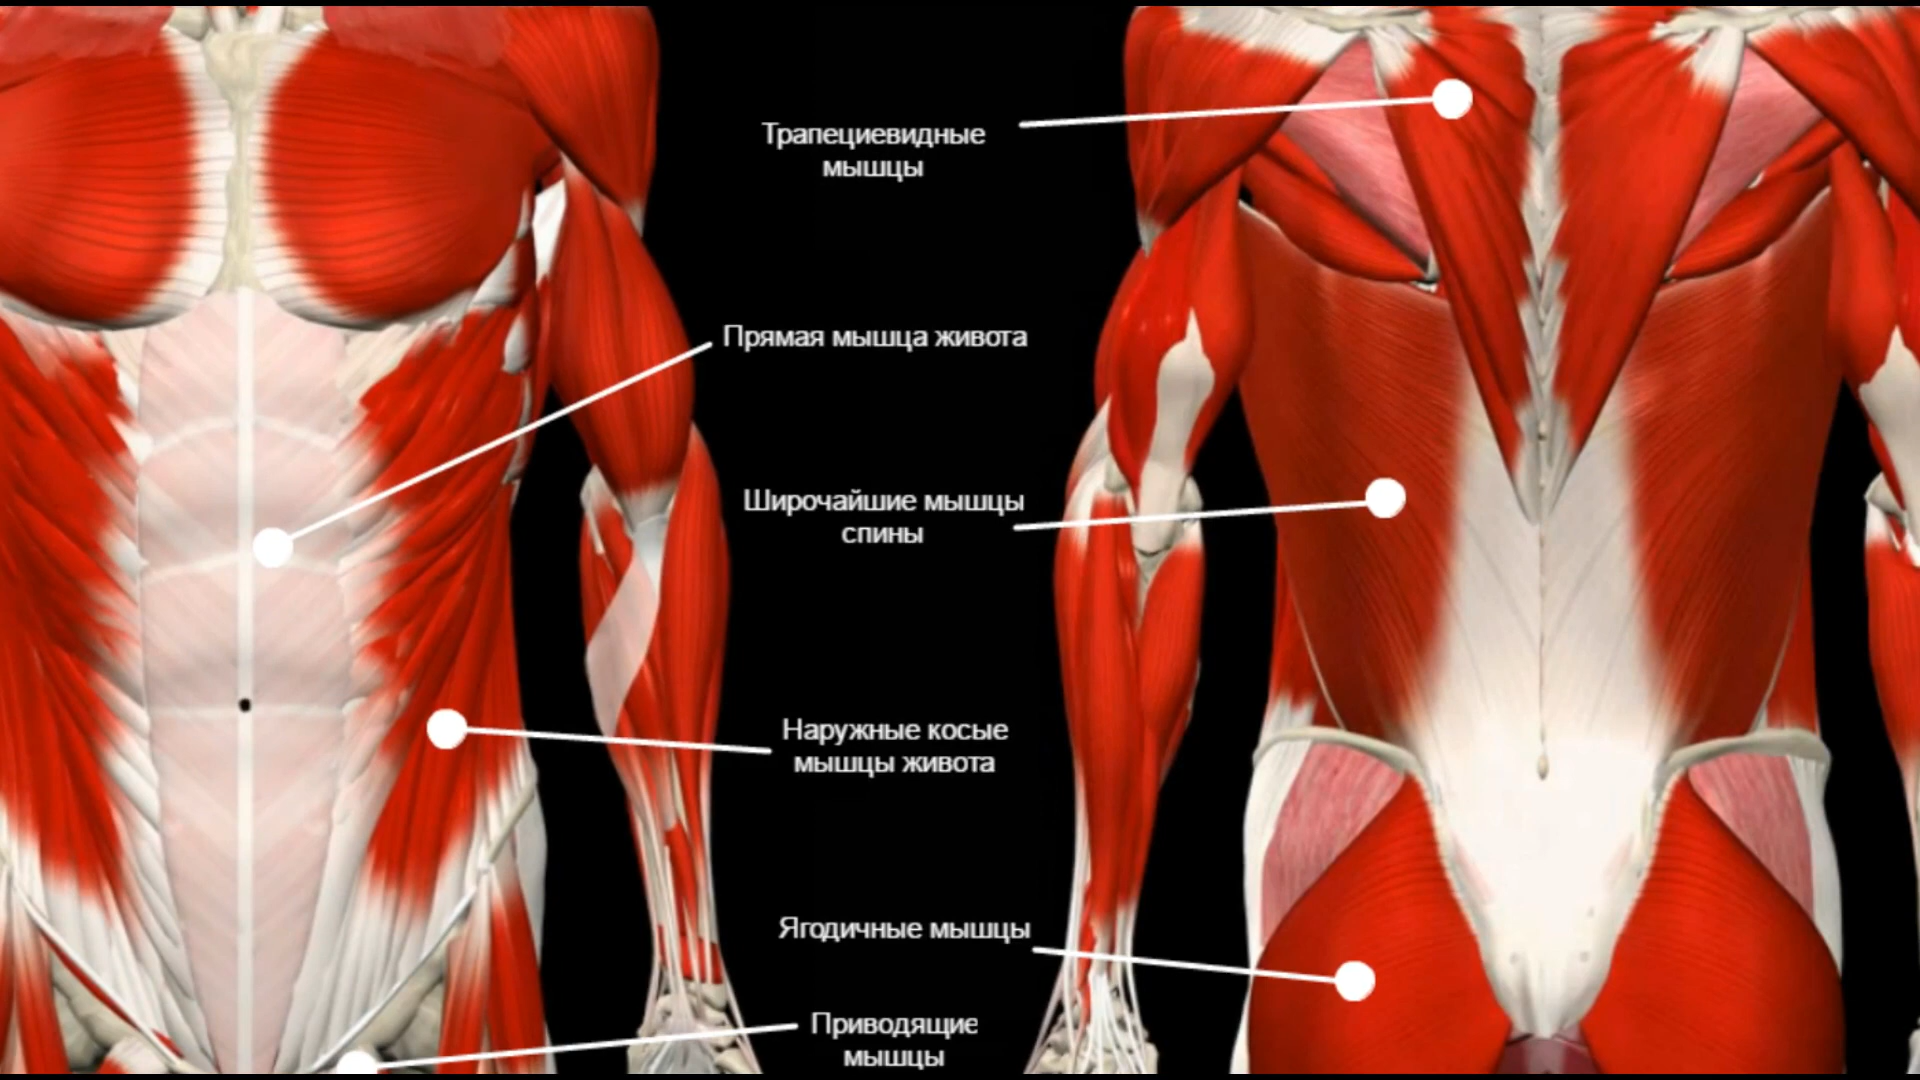 Трапециевидные
мышцы
Прямая мышца живота
Широчайшие мышцы
спины
Наружные косые
мышцы живота
Ягодичные мышцы
Приводящие
мышцы